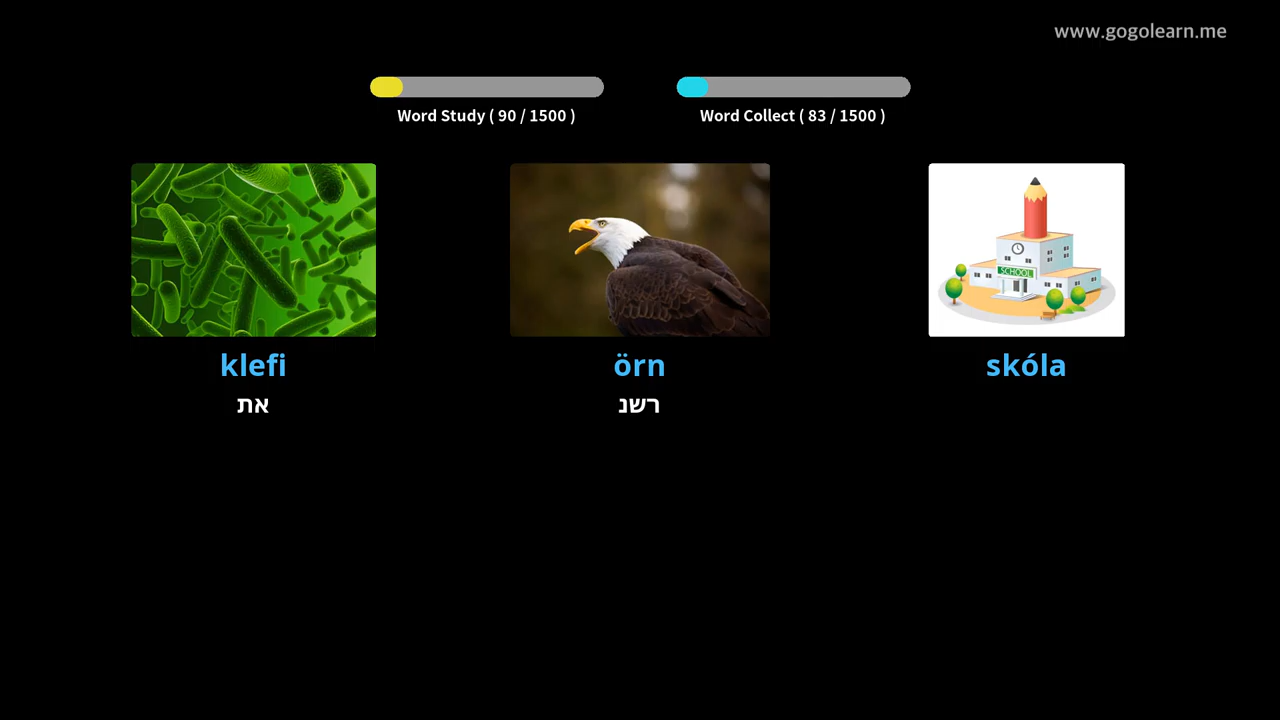 www.gogolearn.me
Word Study ( 90 / 1500 )
Word Collect ( 83 / 1500 )
SCHOOL
klefi
örn
skóla
את
רשנ